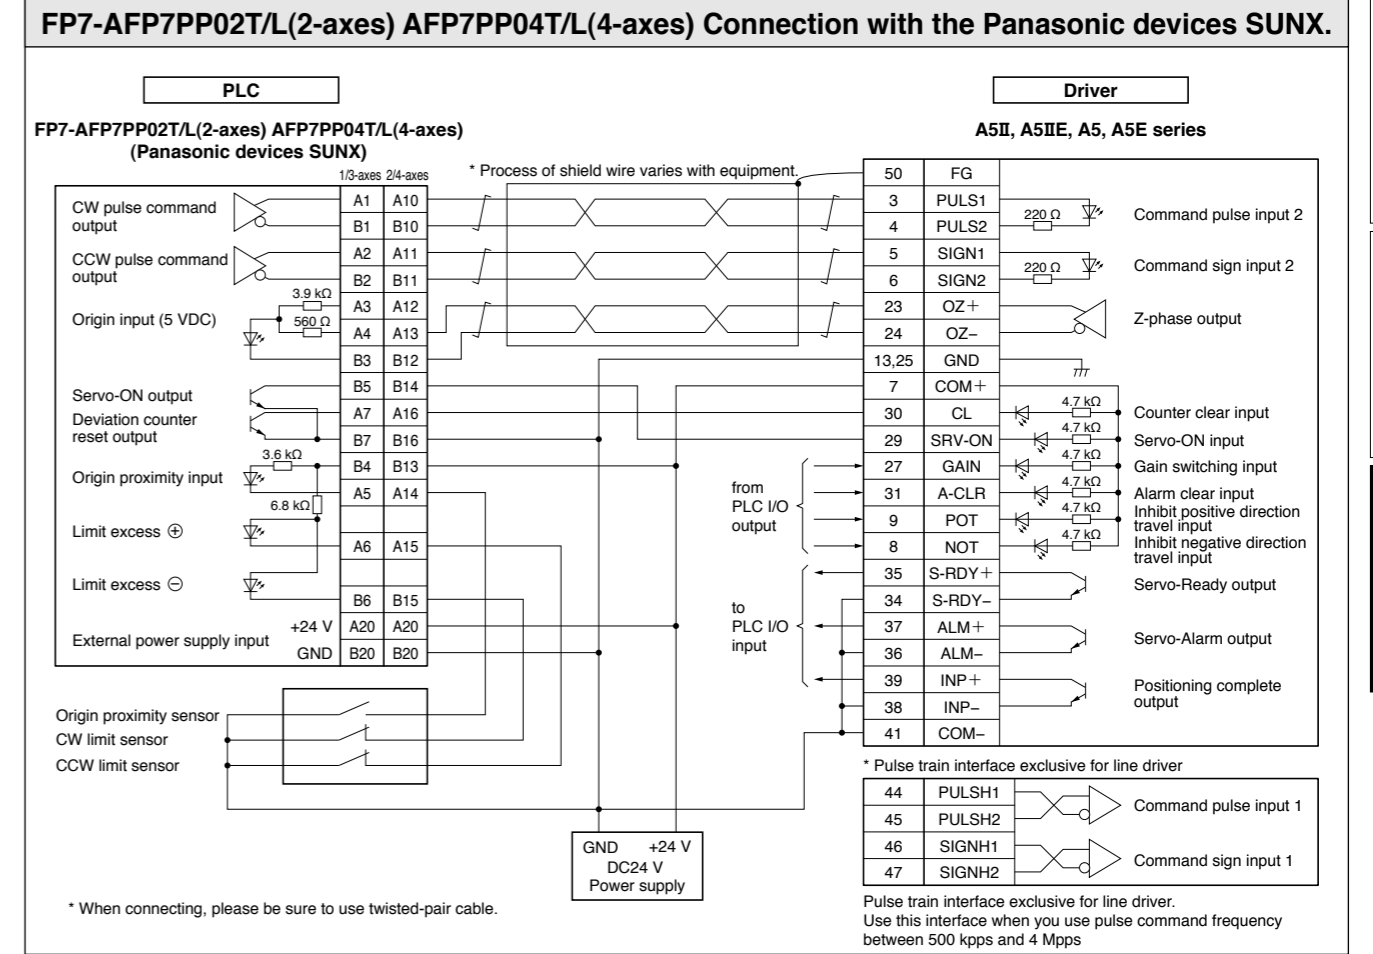 FP7-AFP7PP02T/L(2-axes) AFP7PP04T/L(4-axes) Connection with the Panasonic devices SUNX.
PLC
Driver
FP7-AFP7PP02T/L(2-axes) AFP7PP04T/L(4-axes)
(Panasonic devices SUNX)
A5II, A5IIE, A5, A5E series
1/3-axes 2/4-axes
* Process of shield wire varies with equipment.
CW pulse command
output
CCW pulse command
output
3.9 kΩ
Origin input (5 VDC)
560 Ω
Servo-ON output
Deviation counter
reset output
3.6 kΩ
Origin proximity input
6.8 kΩ
Limit excess ⊕
Limit excess ⊖
+24 V
External power supply input
GND
A1 A10
B1 B10
A2 A11
B2 B11
A3 A12
A4 A13
B3 B12
B5 B14
A7 A16
B7 B16
B4 B13
A5 A14
A6 A15
B6 B15
A20 A20
B20 B20
from
PLC I/O
output
to
PLC I/O
input
50 FG
3 PULS1
4 PULS2
5 SIGN1
6 SIGN2
23 OZ+
24 OZ−
13,25 GND
7 COM+
30 CL
29 SRV-ON
27 GAIN
31 A-CLR
9 POT
8 NOT
35 S-RDY+
34 S-RDY−
37 ALM+
36 ALM−
39 INP+
38 INP−
41 COM−
220 Ω
Command pulse input 2
220 Ω
Command sign input 2
Z-phase output
4.7 kΩ
Counter clear input
4.7 kΩ
Servo-ON input
4.7 kΩ
Gain switching input
4.7 kΩ
Alarm clear input
4.7 kΩ
Inhibit positive direction
travel input
4.7 kΩ
Inhibit negative direction
travel input
Servo-Ready output
Servo-Alarm output
Positioning complete
output
Origin proximity sensor
CW limit sensor
CCW limit sensor
GND +24 V
DC24 V
Power supply
* When connecting, please be sure to use twisted-pair cable.
* Pulse train interface exclusive for line driver
44 PULSH1
45 PULSH2
46 SIGNH1
47 SIGNH2
Command pulse input 1
Command sign input 1
Pulse train interface exclusive for line driver.
Use this interface when you use pulse command frequency
between 500 kpps and 4 Mpps